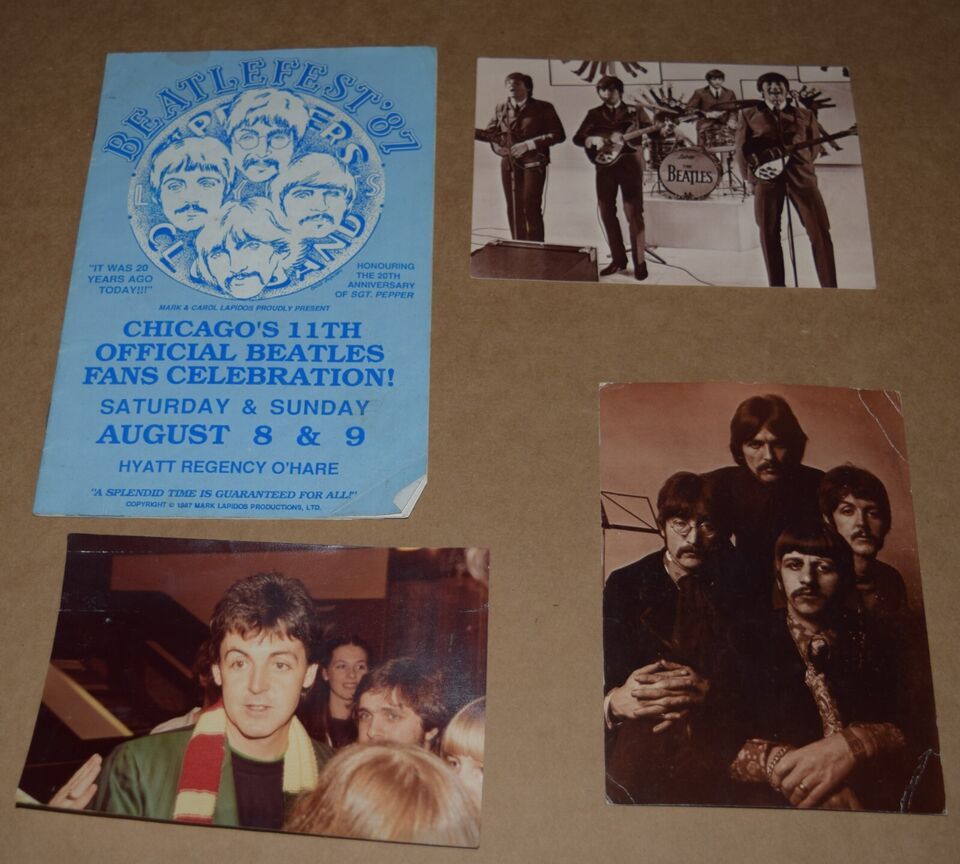 BEATLEFEST '87
"IT WAS 20
YEARS AGO
TODAY!!!"
HONOURING
THE 20TH
ANNIVERSARY
OF SGT. PEPPER
MARK & CAROL LAPIDOS PROUDLY PRESENT
CHICAGO'S 11TH
OFFICIAL BEATLES
FANS CELEBRATION!
SATURDAY & SUNDAY
AUGUST 8 & 9
HYATT REGENCY O'HARE
"A SPLENDID TIME IS GUARANTEED FOR ALL!"
COPYRIGHT © 1987 MARK LAPIDOS PRODUCTIONS, LTD.
THE
BEATLES